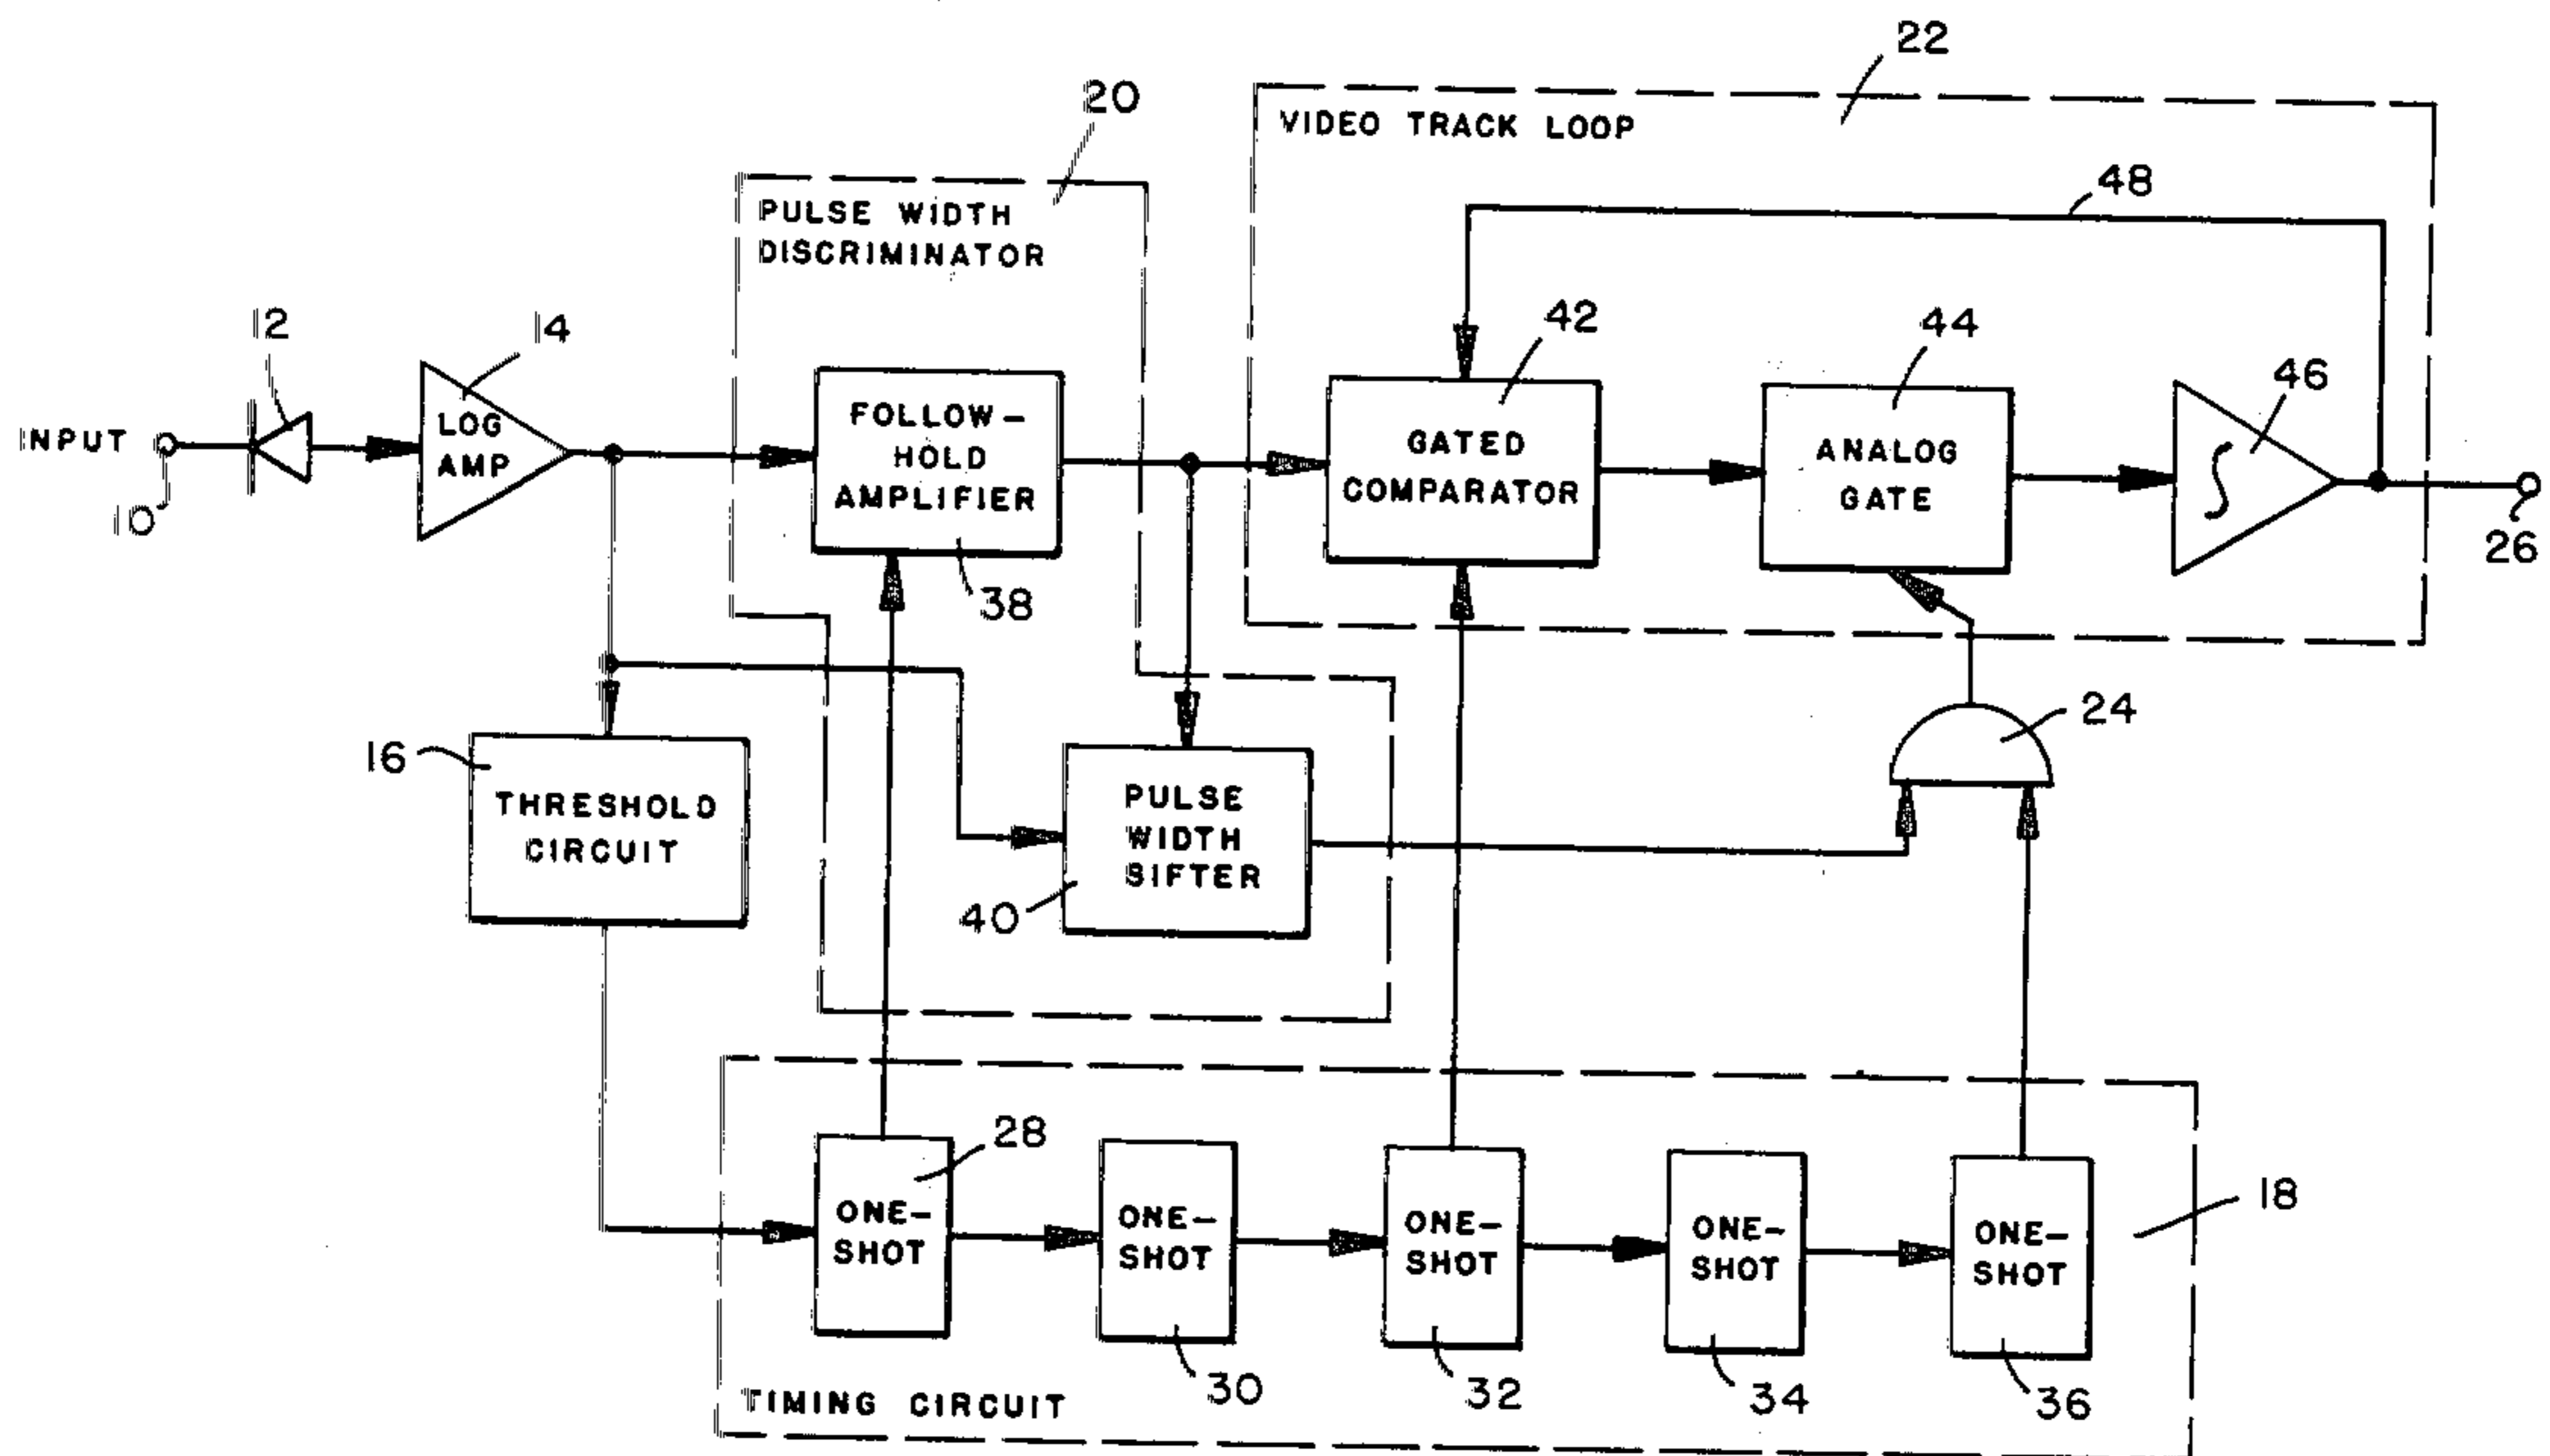 22
20
VIDEO TRACK LOOP
48
PULSE WIDTH
DISCRIMINATOR
12
14
42
44
46
INPUT
LOG
AMP
FOLLOW-
HOLD
AMPLIFIER
GATED
COMPARATOR
ANALOG
GATE
∫
10
26
38
16
THRESHOLD
CIRCUIT
PULSE
WIDTH
SIFTER
40
24
28
18
ONE-
SHOT
ONE-
SHOT
ONE-
SHOT
ONE-
SHOT
ONE-
SHOT
30
32
34
36
TIMING CIRCUIT